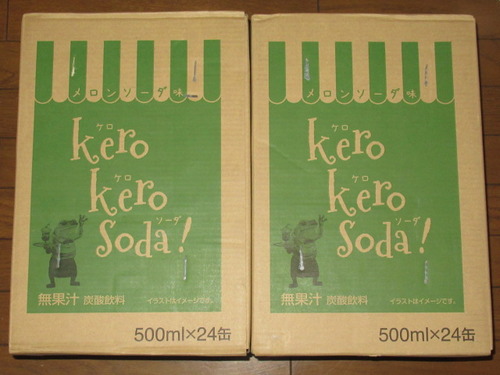 メロンソーダ味
ケロ
kero
ケロ
kero
ソーダ
soda!
無果汁 炭酸飲料
イラストはイメージです。
500ml×24缶
メロンソーダ味
ケロ
kero
ケロ
kero
ソーダ
soda!
無果汁 炭酸飲料
イラストはイメージです。
500ml×24缶